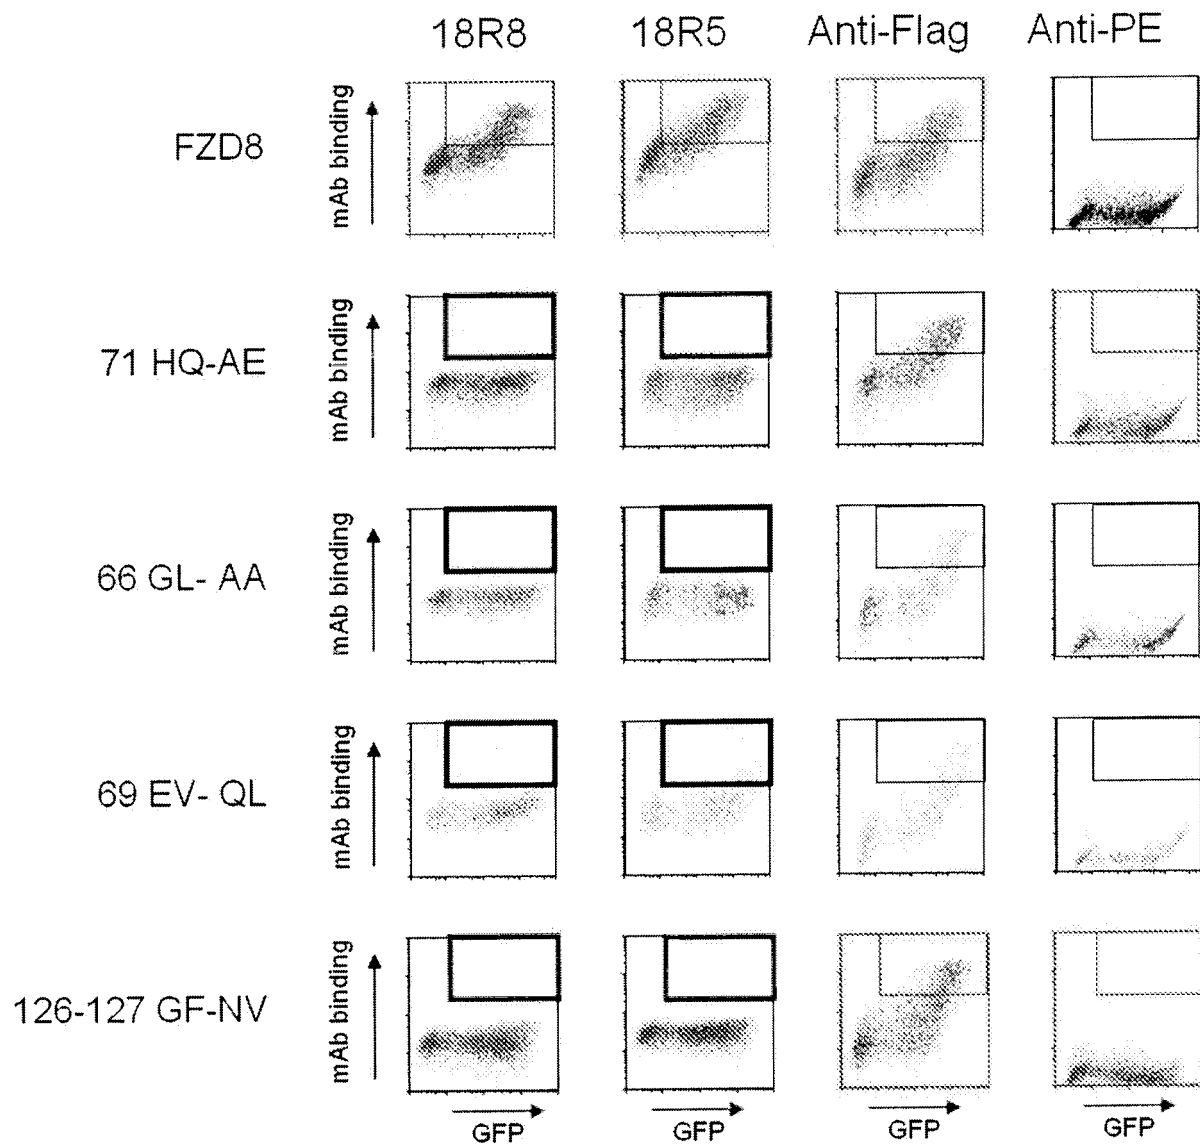 18R8 18R5 Anti-Flag Anti-PE
FZD8 mAb binding
71 HQ-AE mAb binding
66 GL- AA mAb binding
69 EV- QL mAb binding
126-127 GF-NV mAb binding
GFP GFP GFP GFP